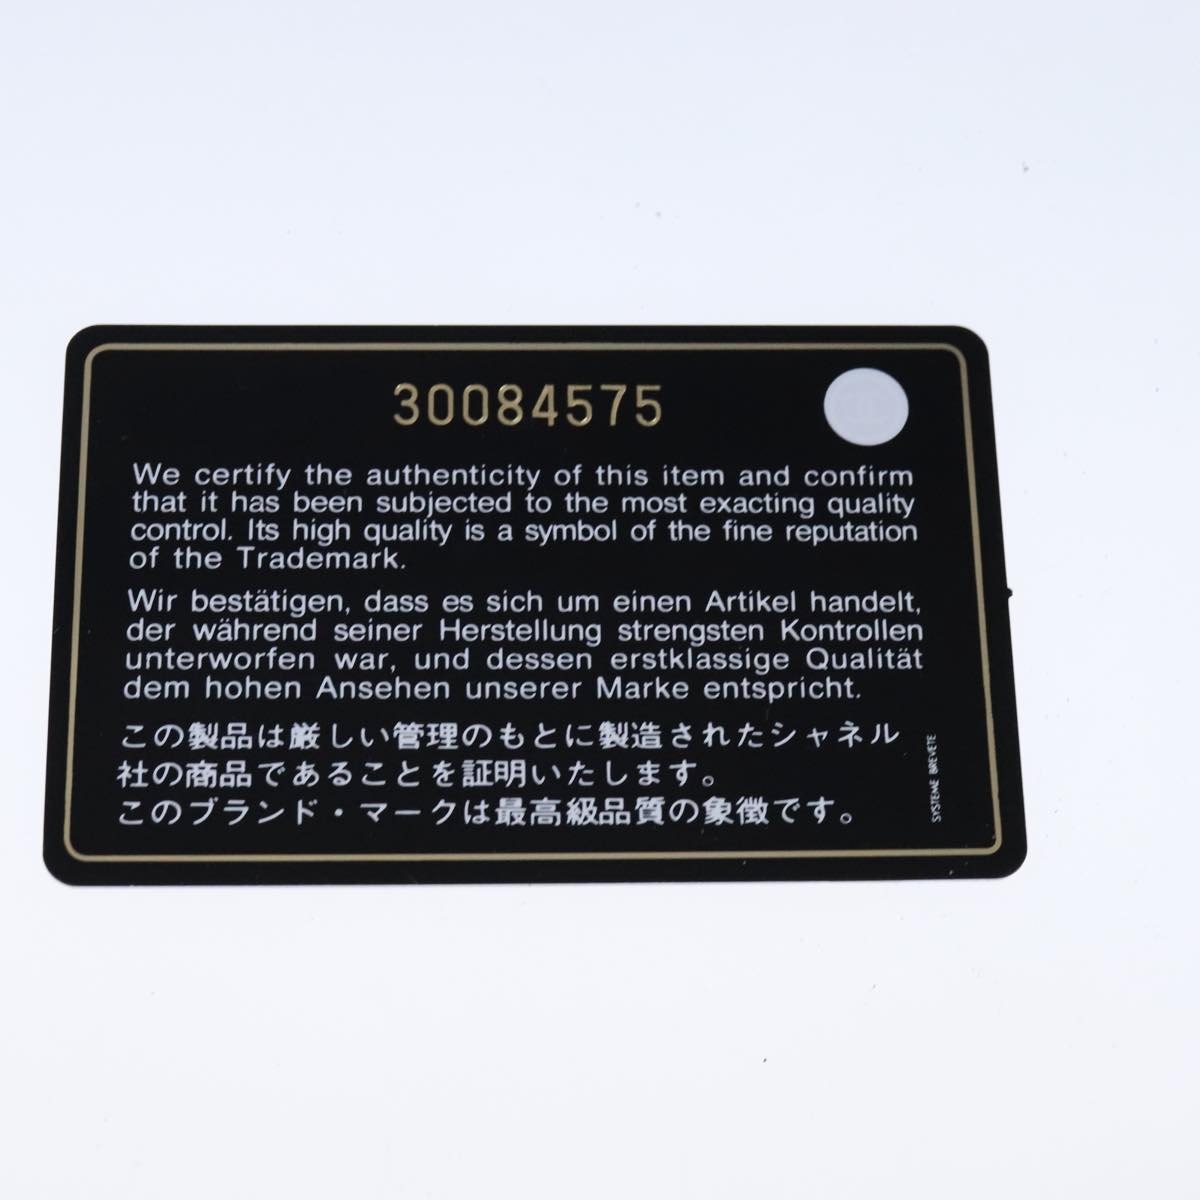 30084575
We certify the authenticity of this item and confirm
that it has been subjected to the most exacting quality
control. Its high quality is a symbol of the fine reputation
of the Trademark.
Wir bestätigen, dass es sich um einen Artikel handelt,
der während seiner Herstellung strengsten Kontrollen
unterworfen war, und dessen erstklassige Qualität
dem hohen Ansehen unserer Marke entspricht.
この製品は厳しい管理のもとに製造されたシャネル
社の商品であることを証明いたします。
このブランド・マークは最高級品質の象徴です。
SYSTEME BREVETE